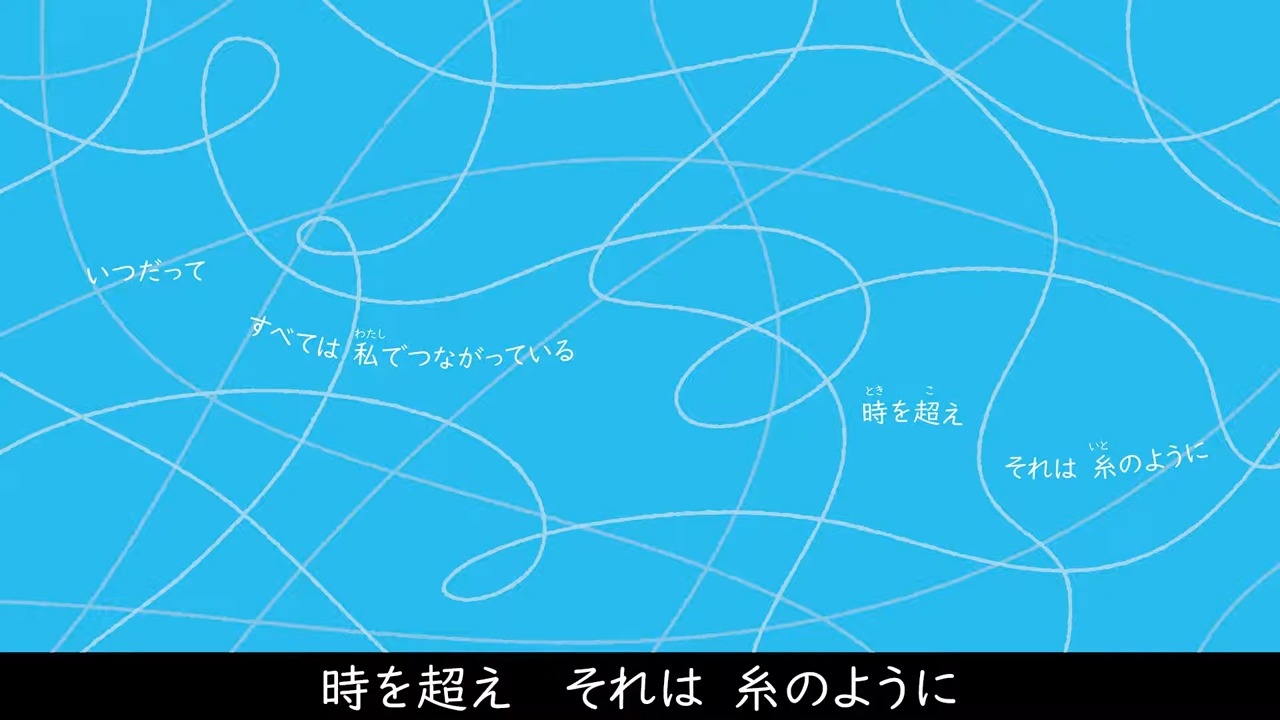 いつだって
わたし
すべては 私でつながっている
とき こ
時を超え
いと
それは 糸のように
時を超え　それは 糸のように